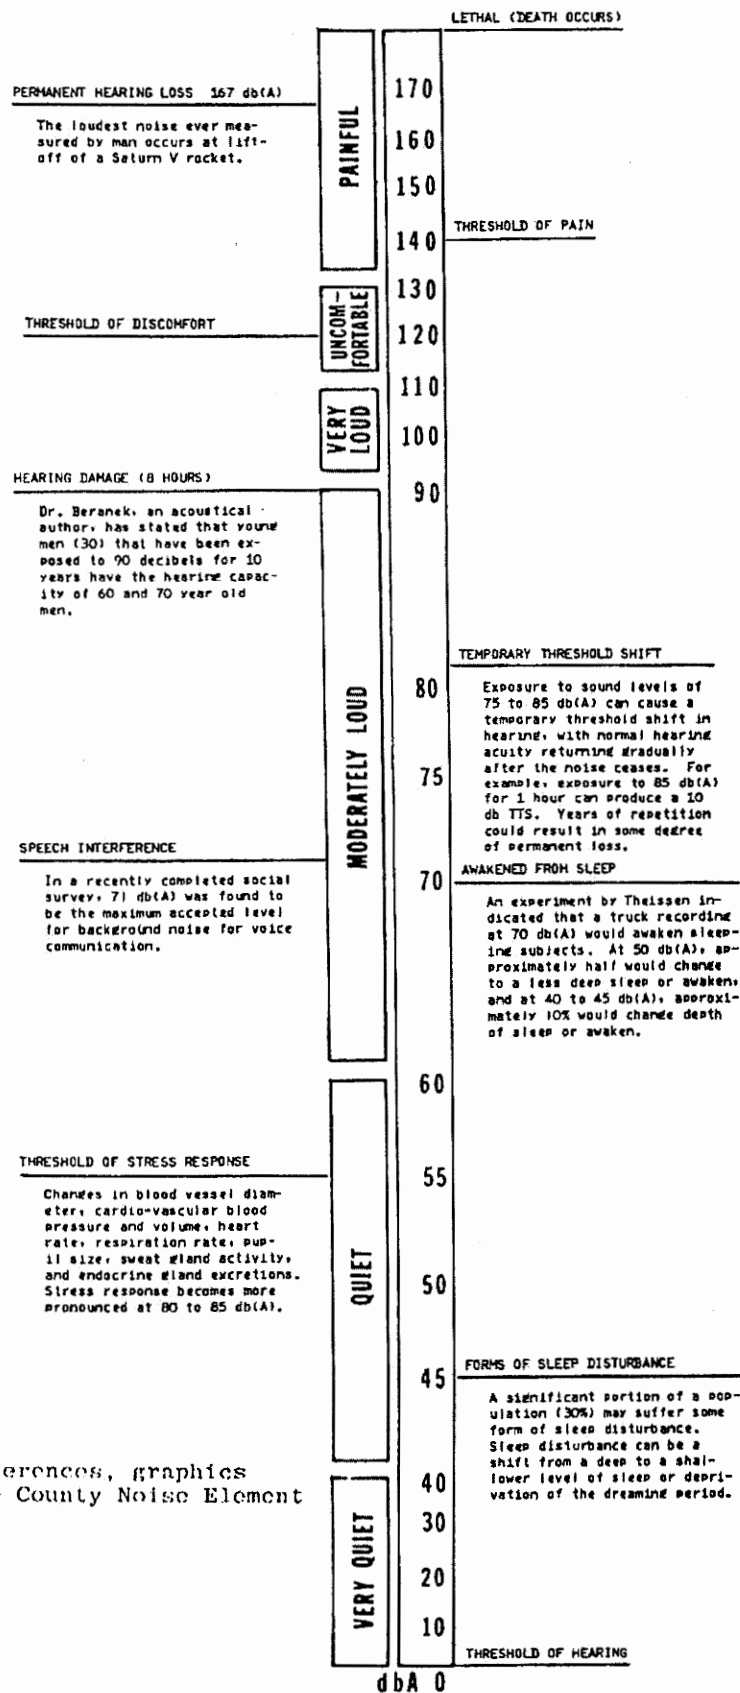 LETHAL (DEATH OCCURS)
PAINFUL
170
PERMANENT HEARING LOSS 167 db(A)
The loudest noise ever mea-
sured by man occurs at lift-
off of a Saturn V rocket.
160
150
THRESHOLD OF PAIN
140
130
UNCOM-
FORTABLE
THRESHOLD OF DISCOMFORT
120
110
VERY
LOUD
100
HEARING DAMAGE (8 HOURS)
90
Dr. Beranek, an acoustical
author, has stated that young
men (30) that have been ex-
posed to 90 decibels for 10
years have the hearing capac-
ity of 60 and 70 year old
men.
MODERATELY LOUD
TEMPORARY THRESHOLD SHIFT
80
Exposure to sound levels of
75 to 85 db(A) can cause a
temporary threshold shift in
hearing, with normal hearing
acuity returning gradually
after the noise ceases. For
example, exposure to 85 db(A)
for 1 hour can produce a 10
db TTS. Years of repetition
could result in some degree
of permanent loss.
75
SPEECH INTERFERENCE
In a recently completed social
survey, 71 db(A) was found to
be the maximum accepted level
for background noise for voice
communication.
AWAKENED FROM SLEEP
70
An experiment by Theissen in-
dicated that a truck recording
at 70 db(A) would awaken sleep-
ing subjects. At 50 db(A), ap-
proximately half would change
to a less deep sleep or awaken,
and at 40 to 45 db(A), approxi-
mately 10% would change depth
of sleep or awaken.
60
QUIET
THRESHOLD OF STRESS RESPONSE
55
Changes in blood vessel diam-
eter, cardio-vascular blood
pressure and volume, heart
rate, respiration rate, pup-
il size, sweat gland activity,
and endocrine gland excretions.
Stress response becomes more
pronounced at 80 to 85 db(A).
50
FORMS OF SLEEP DISTURBANCE
45
A significant portion of a pop-
ulation (30%) may suffer some
form of sleep disturbance.
Sleep disturbance can be a
shift from a deep to a shal-
lower level of sleep or depri-
vation of the dreaming period.
erences, graphics
County Noise Element
40
VERY QUIET
30
20
10
THRESHOLD OF HEARING
dbA 0